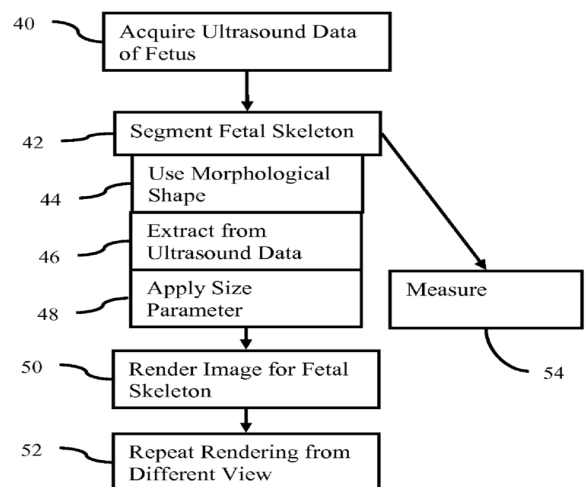 40
Acquire Ultrasound Data
of Fetus
42
Segment Fetal Skeleton
44
Use Morphological
Shape
46
Extract from
Ultrasound Data
48
Apply Size
Parameter
Measure
54
50
Render Image for Fetal
Skeleton
52
Repeat Rendering from
Different View